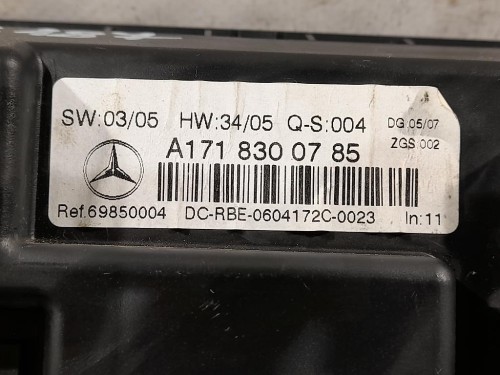 SW:03/05 HW:34/05 Q-S:004 DG:05/07
A171 830 07 85 ZGS 002
Ref.69850004 DC-RBE-0604172C-0023 In:11